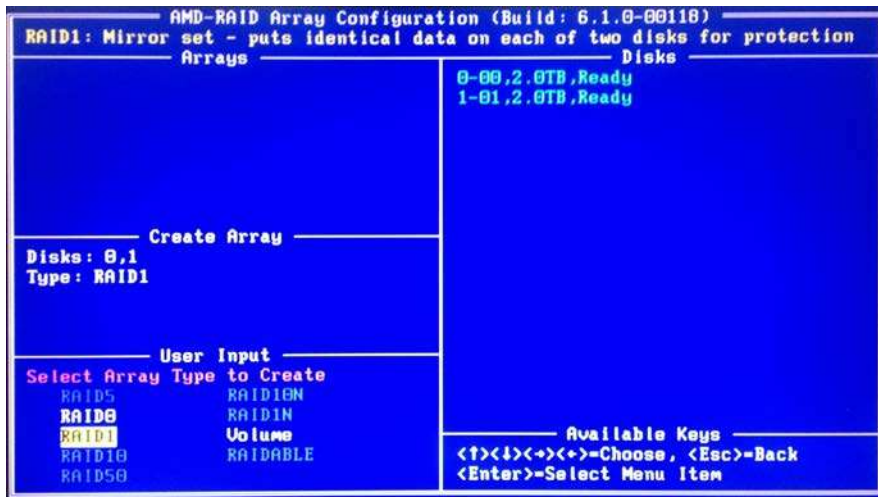 AMD-RAID Array Configuration (Build: 6.1.0-00118)
RAID1: Mirror set - puts identical data on each of two disks for protection
Arrays
Disks
0-00,2.0TB,Ready
1-01,2.0TB,Ready
Create Array
Disks: 0,1
Type: RAID1
User Input
Select Array Type to Create
RAID5 RAID10N
RAID0 RAID1N
RAID1 Volume
RAID10 RAIDABLE
RAID50
Available Keys
<↑><↓><→><←>=Choose, <Esc>=Back
<Enter>=Select Menu Item